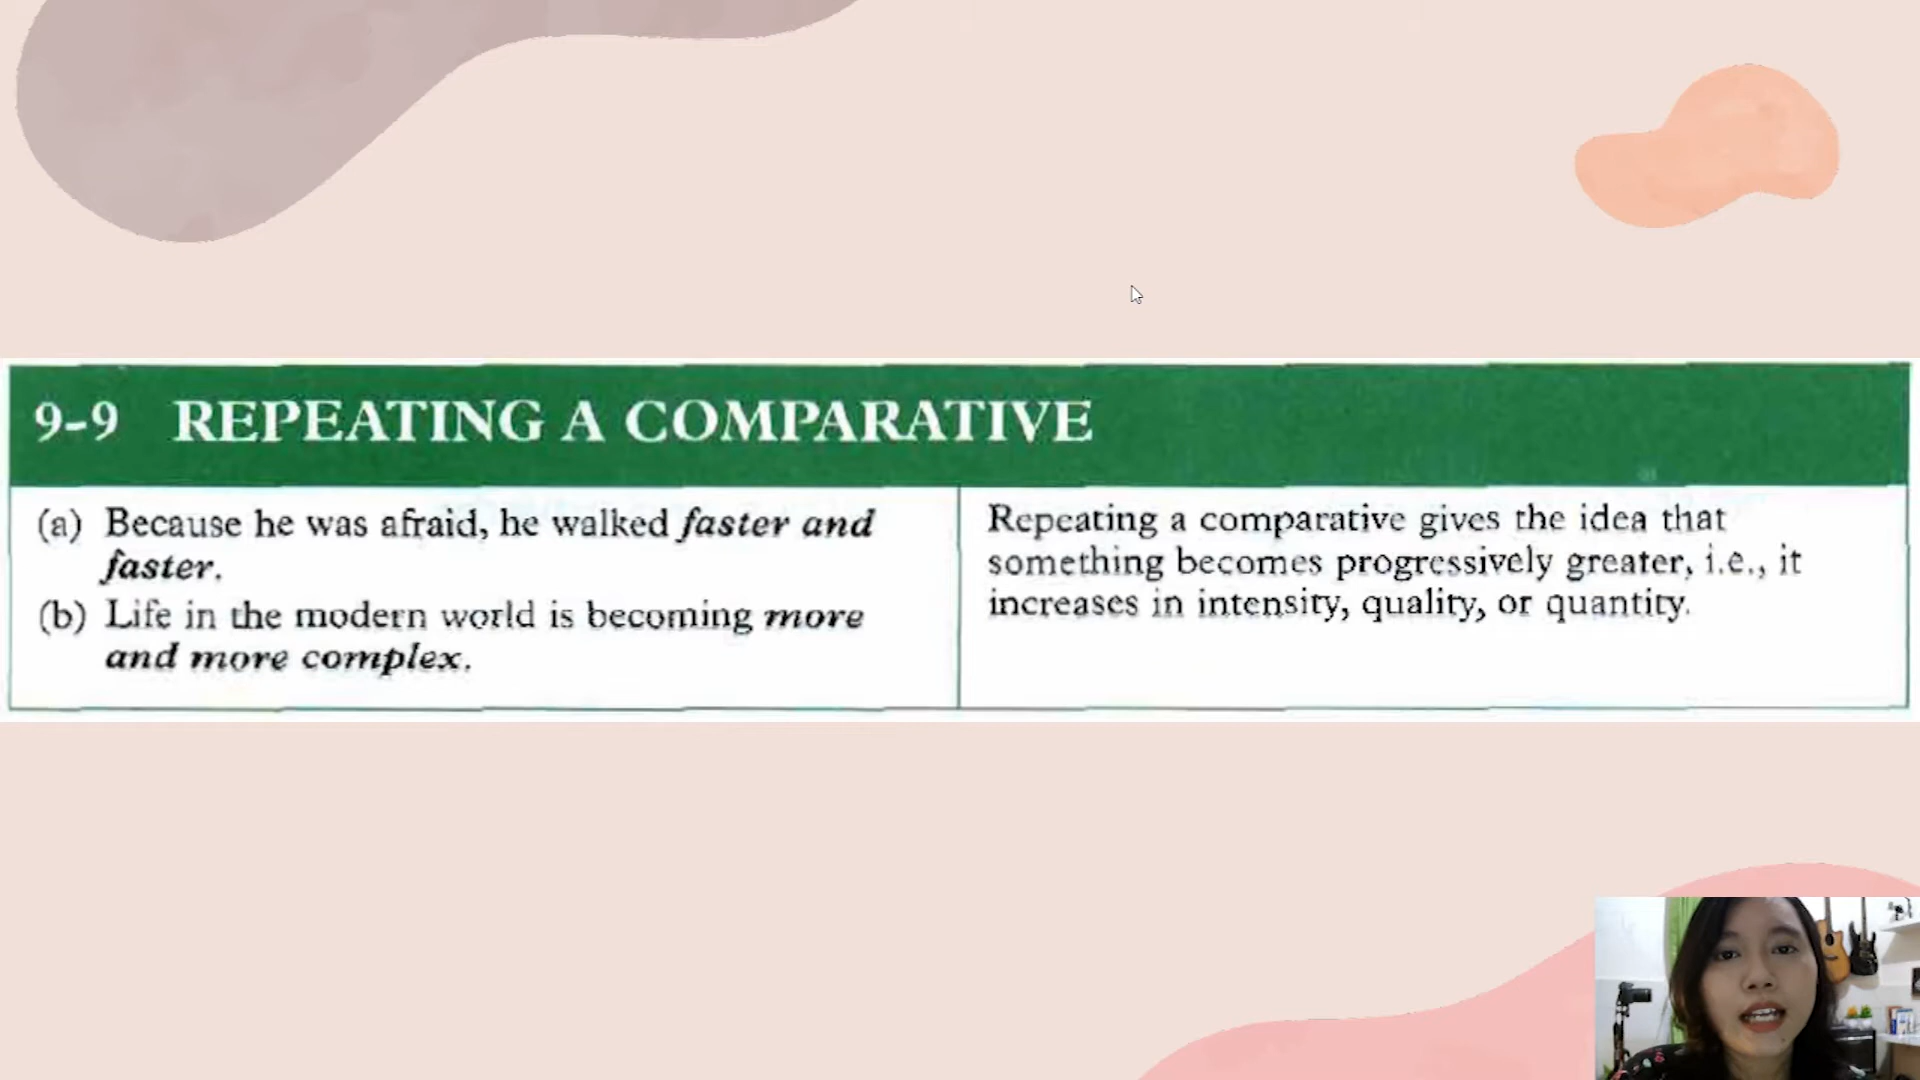 9-9 REPEATING A COMPARATIVE
(a) Because he was afraid, he walked faster and
faster.
(b) Life in the modern world is becoming more
and more complex.
Repeating a comparative gives the idea that
something becomes progressively greater, i.e., it
increases in intensity, quality, or quantity.